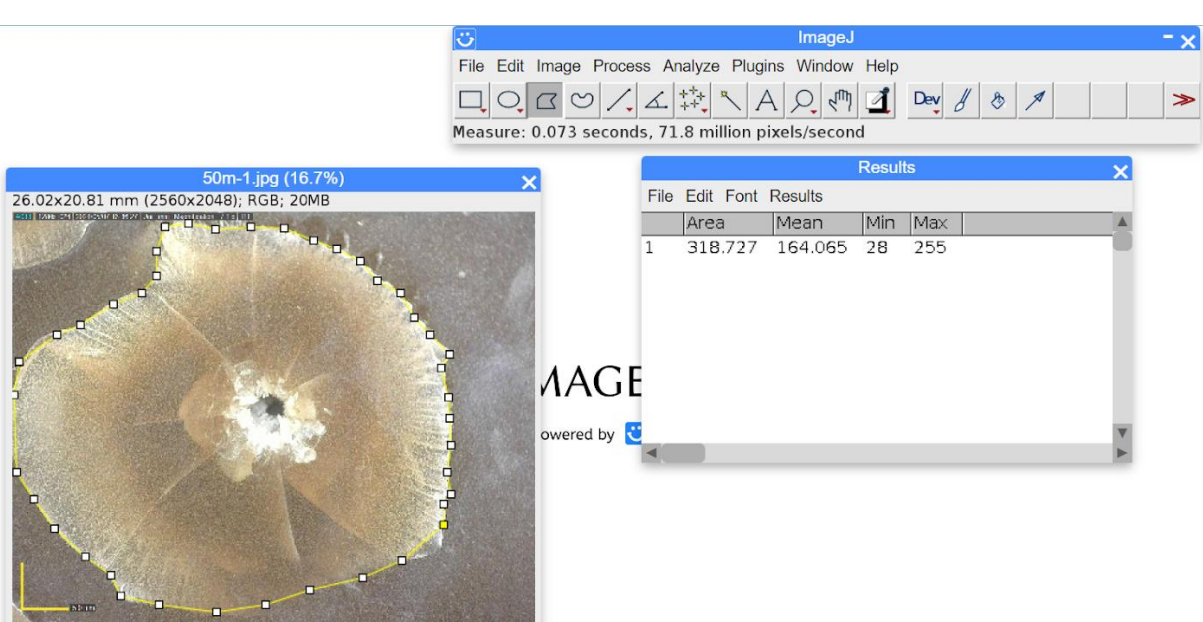 ImageJ
File Edit Image Process Analyze Plugins Window Help
Dev
Measure: 0.073 seconds, 71.8 million pixels/second
50m-1.jpg (16.7%)
26.02x20.81 mm (2560x2048); RGB; 20MB
Results
File Edit Font Results
Area Mean Min Max
1 318.727 164.065 28 255
MAGE
owered by